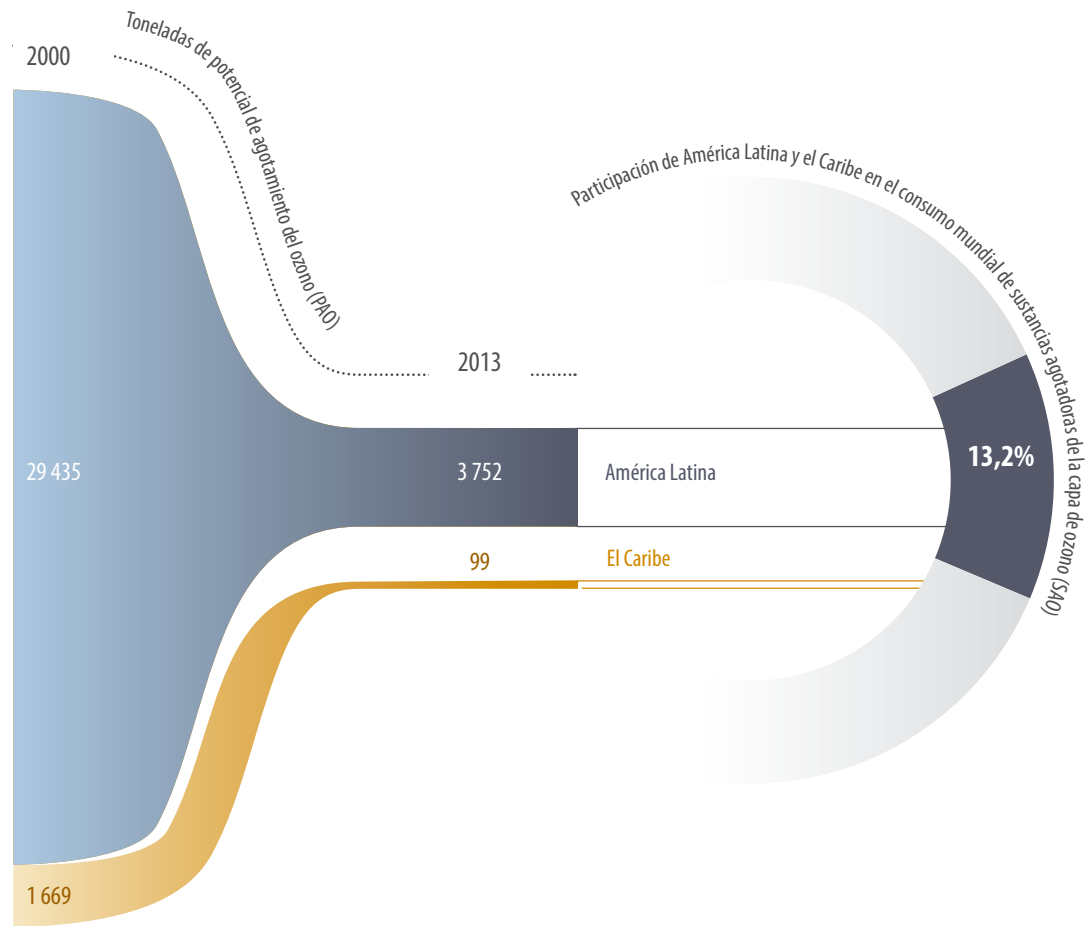 2000
Toneladas de potencial de agotamiento del ozono (PAO)
Participación de América Latina y el Caribe en el consumo mundial de sustancias agotadoras de la capa de ozono (SAO)
2013
29 435
3 752
América Latina
13,2%
99
El Caribe
1 669